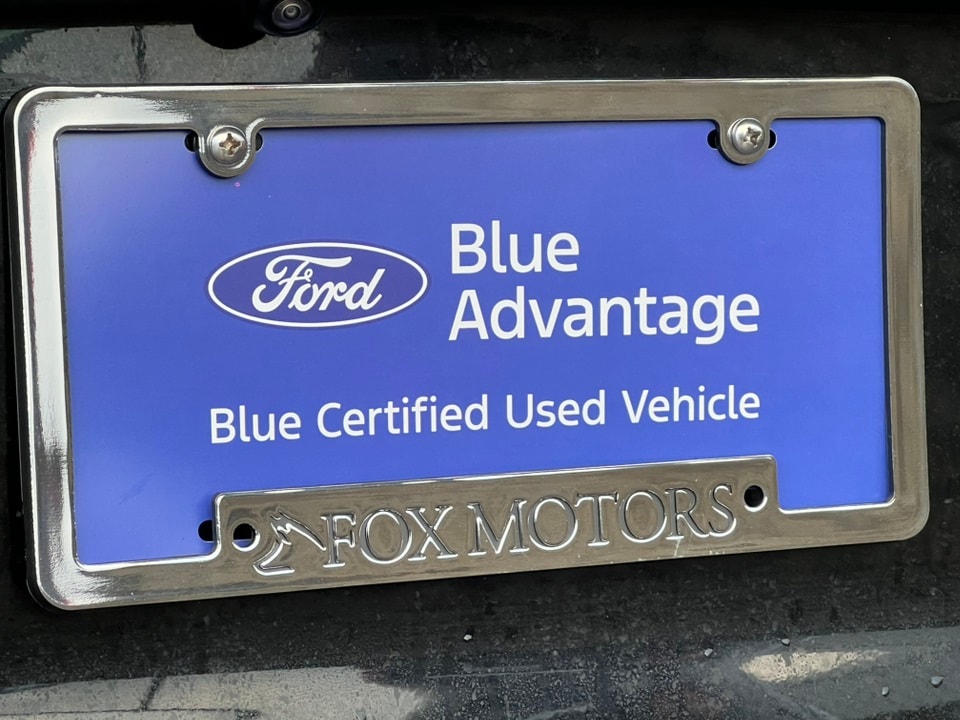 Ford
Blue
Advantage
Blue Certified Used Vehicle
FOX MOTORS